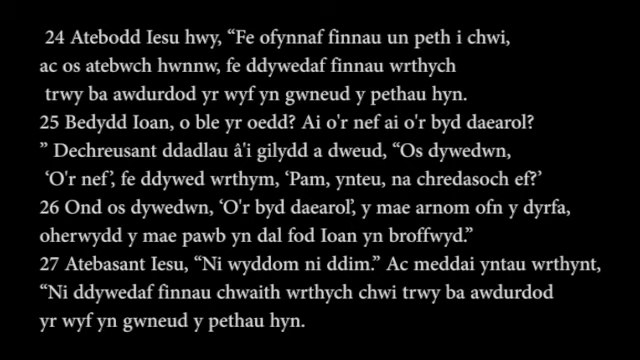 24 Atebodd Iesu hwy, “Fe ofynnaf finnau un peth i chwi,
ac os atebwch hwnnw, fe ddywedaf finnau wrthych
trwy ba awdurdod yr wyf yn gwneud y pethau hyn.
25 Bedydd Ioan, o ble yr oedd? Ai o'r nef ai o'r byd daearol?
” Dechreusant ddadlau â'i gilydd a dweud, “Os dywedwn,
‘O'r nef’, fe ddywed wrthym, ‘Pam, ynteu, na chredasoch ef?’
26 Ond os dywedwn, ‘O'r byd daearol’, y mae arnom ofn y dyrfa,
oherwydd y mae pawb yn dal fod Ioan yn broffwyd.”
27 Atebasant Iesu, “Ni wyddom ni ddim.” Ac meddai yntau wrthynt,
“Ni ddywedaf finnau chwaith wrthych chwi trwy ba awdurdod
yr wyf yn gwneud y pethau hyn.